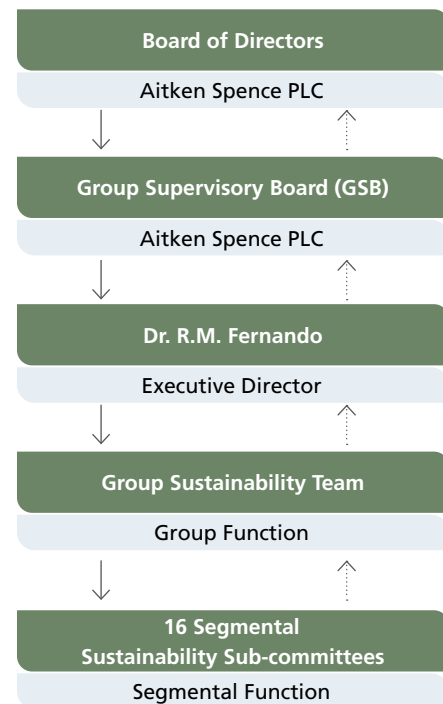 Board of Directors
Aitken Spence PLC
Group Supervisory Board (GSB)
Aitken Spence PLC
Dr. R.M. Fernando
Executive Director
Group Sustainability Team
Group Function
16 Segmental
Sustainability Sub-committees
Segmental Function